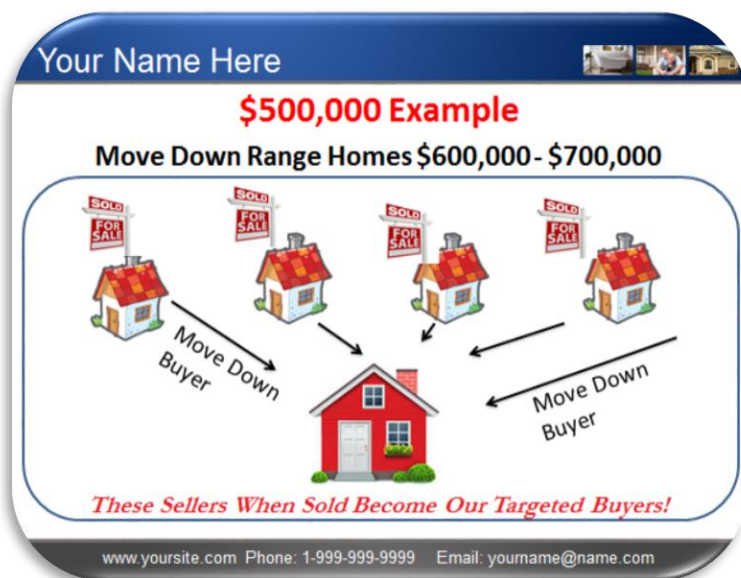 Your Name Here
$500,000 Example
Move Down Range Homes $600,000 - $700,000
SOLD
FOR
SALE
SOLD
FOR
SALE
SOLD
FOR
SALE
SOLD
FOR
SALE
Move Down
Buyer
Move Down
Buyer
These Sellers When Sold Become Our Targeted Buyers!
www.yoursite.com Phone: 1-999-999-9999 Email: yourname@name.com